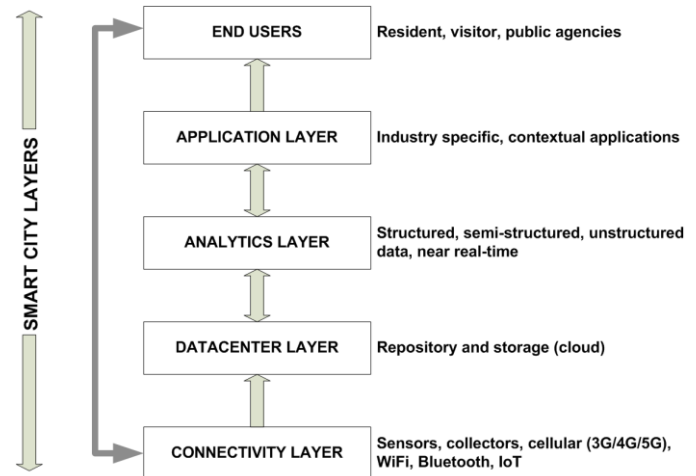 SMART CITY LAYERS
END USERS
Resident, visitor, public agencies
APPLICATION LAYER
Industry specific, contextual applications
ANALYTICS LAYER
Structured, semi-structured, unstructured
data, near real-time
DATACENTER LAYER
Repository and storage (cloud)
CONNECTIVITY LAYER
Sensors, collectors, cellular (3G/4G/5G),
WiFi, Bluetooth, IoT